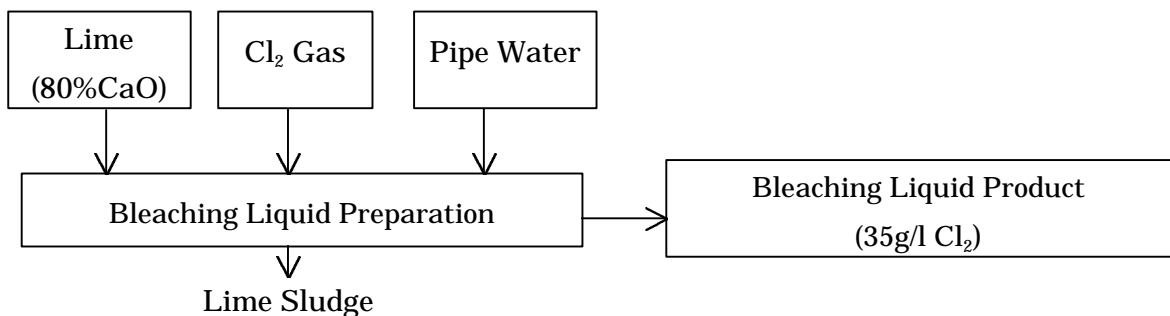 Lime
(80%CaO)
Cl₂ Gas
Pipe Water
Bleaching Liquid Preparation
Bleaching Liquid Product
(35g/l Cl₂)
Lime Sludge